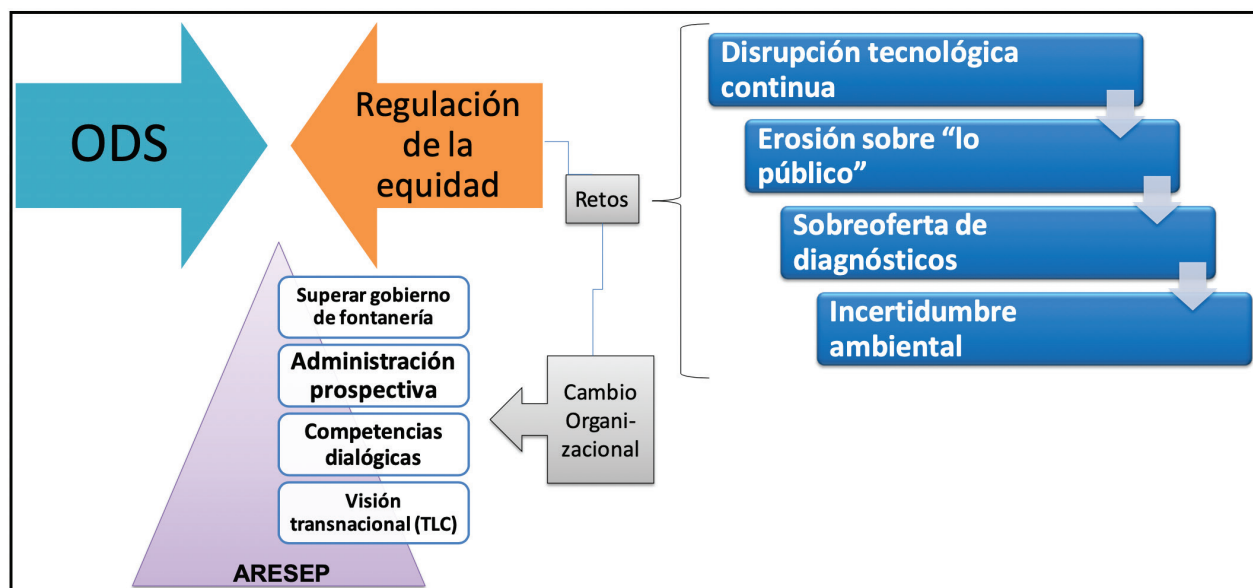 ODS
Regulación
de la
equidad
Retos
Disrupción tecnológica
continua
Erosión sobre “lo
público”
Sobreoferta de
diagnósticos
Incertidumbre
ambiental
Superar gobierno
de fontanería
Administración
prospectiva
Competencias
dialógicas
Visión
transnacional (TLC)
Cambio
Organi-
zacional
ARESEP